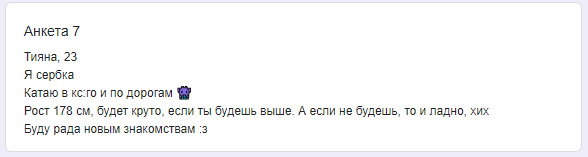 Анкета 7
Тияна, 23
Я сербка
Катаю в кс:го и по дорогам
Рост 178 см, будет круто, если ты будешь выше. А если не будешь, то и ладно, хих
Буду рада новым знакомствам :з